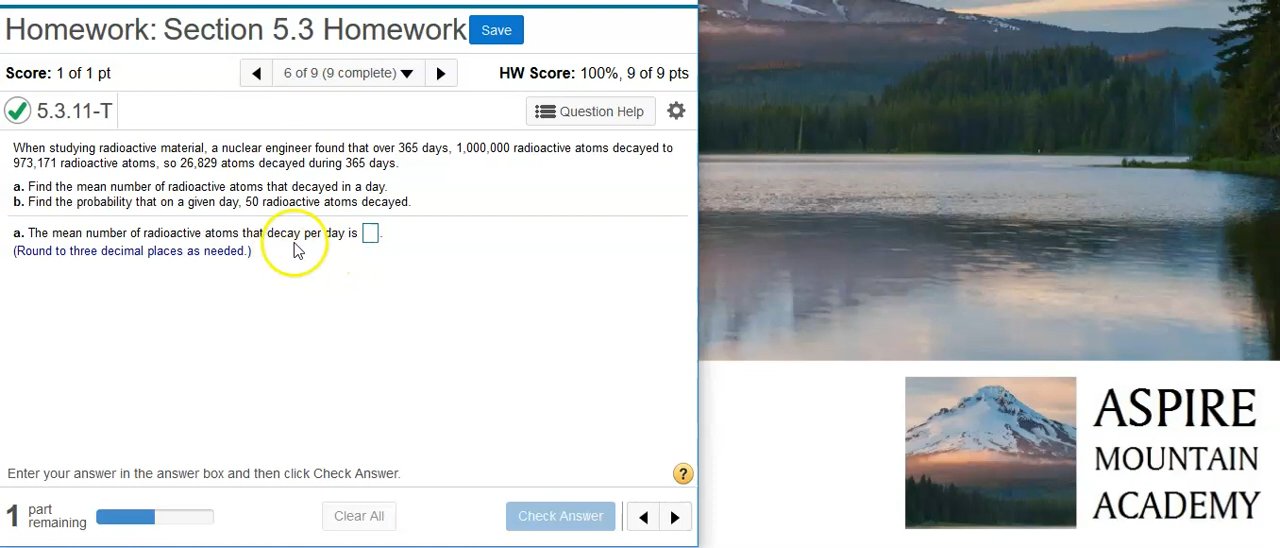 Homework: Section 5.3 Homework
Save
Score: 1 of 1 pt
6 of 9 (9 complete)
HW Score: 100%, 9 of 9 pts
5.3.11-T
Question Help
When studying radioactive material, a nuclear engineer found that over 365 days, 1,000,000 radioactive atoms decayed to
973,171 radioactive atoms, so 26,829 atoms decayed during 365 days.
a. Find the mean number of radioactive atoms that decayed in a day.
b. Find the probability that on a given day, 50 radioactive atoms decayed.
a. The mean number of radioactive atoms that decay per day is .
(Round to three decimal places as needed.)
Enter your answer in the answer box and then click Check Answer.
?
1 part
remaining
Clear All
Check Answer
ASPIRE
MOUNTAIN
ACADEMY